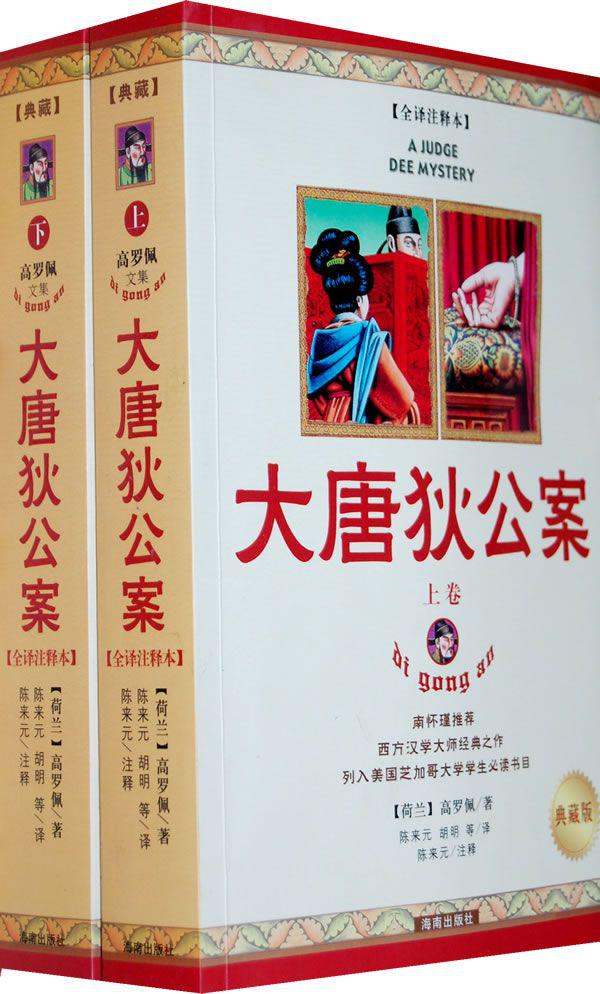 【典藏】
下
高罗佩
文集
di gong an
大唐狄公案
【全译注释本】
【荷兰】高罗佩/著
陈来元 胡明 等/译
陈来元/注释
海南出版社
【典藏】
上
高罗佩
文集
di gong an
大唐狄公案
【全译注释本】
【荷兰】高罗佩/著
陈来元 胡明 等/译
陈来元/注释
海南出版社
【全译注释本】
A JUDGE
DEE MYSTERY
大唐狄公案
上卷
di gong an
南怀瑾推荐
西方汉学大师经典之作
列入美国芝加哥大学学生必读书目
【荷兰】高罗佩/著
陈来元 胡明 等/译
陈来元/注释
典藏版
海南出版社